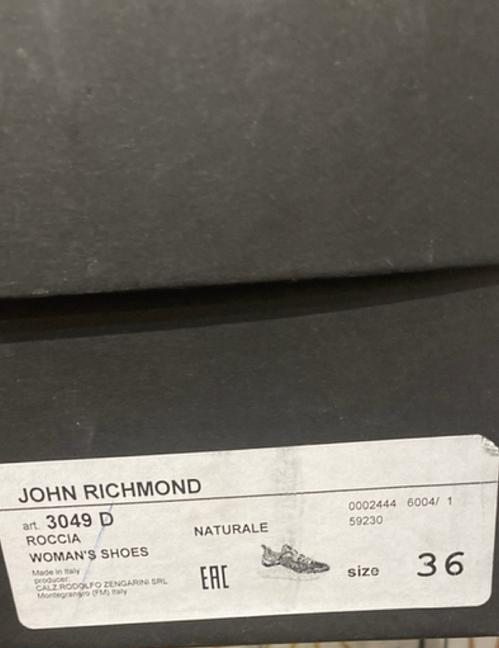 JOHN RICHMOND
art. 3049 D
ROCCIA
WOMAN'S SHOES
Made in Italy
producer:
CALZ.RODOLFO ZENGARINI SRL
Montegranaro (FM) Italy
NATURALE
EAC
0002444 6004/ 1
59230
size 36